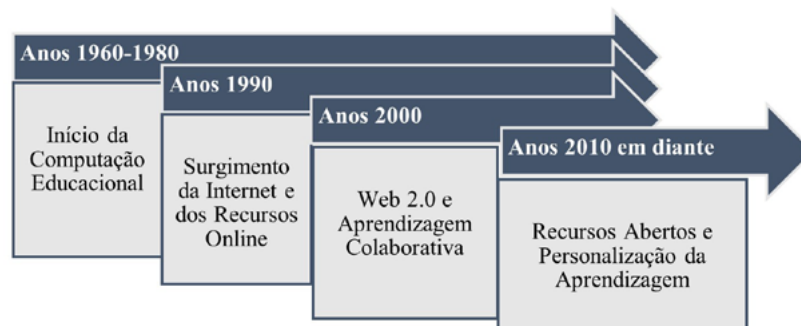 Anos 1960-1980
Início da
Computação
Educacional
Anos 1990
Surgimento
da Internet e
dos Recursos
Online
Anos 2000
Web 2.0 e
Aprendizagem
Colaborativa
Anos 2010 em diante
Recursos Abertos e
Personalização da
Aprendizagem